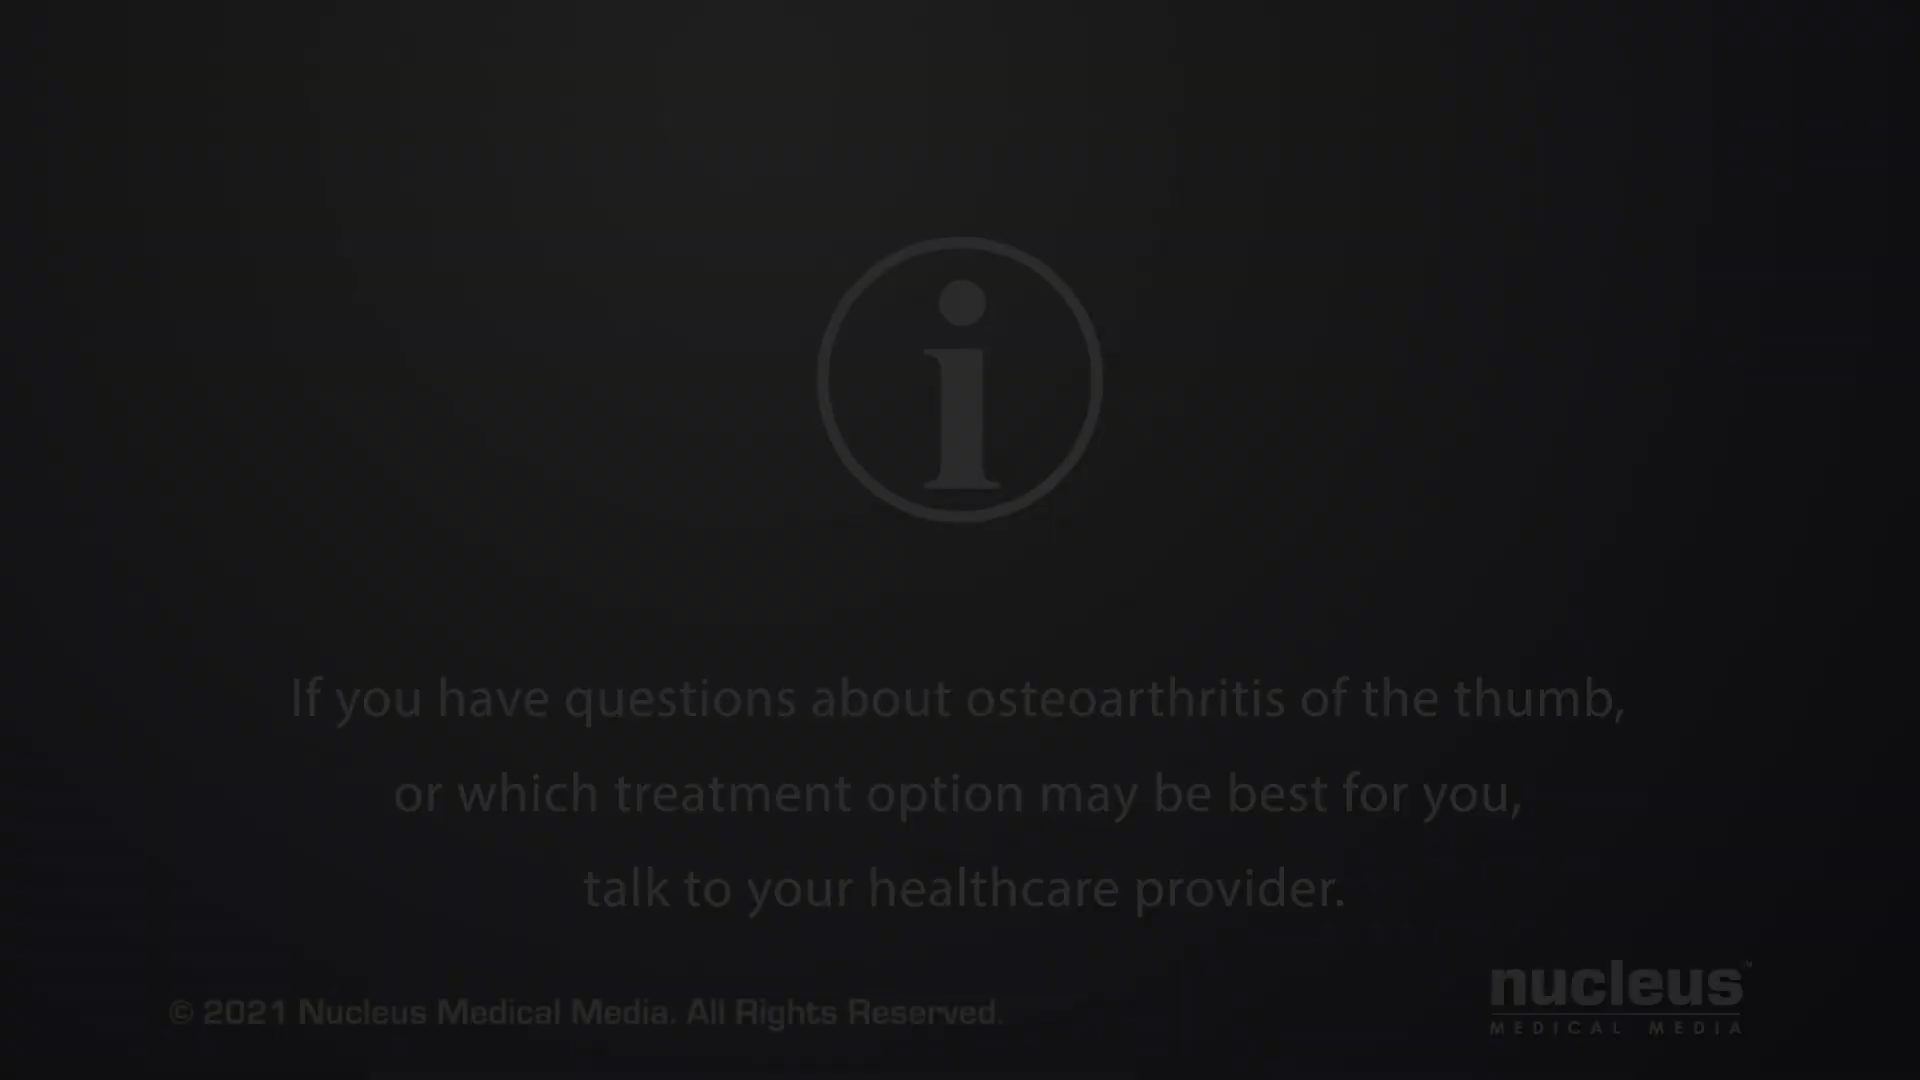 i
If you have questions about osteoarthritis of the thumb,
or which treatment option may be best for you,
talk to your healthcare provider.
© 2021 Nucleus Medical Media. All Rights Reserved.
nucleus™
MEDICAL MEDIA